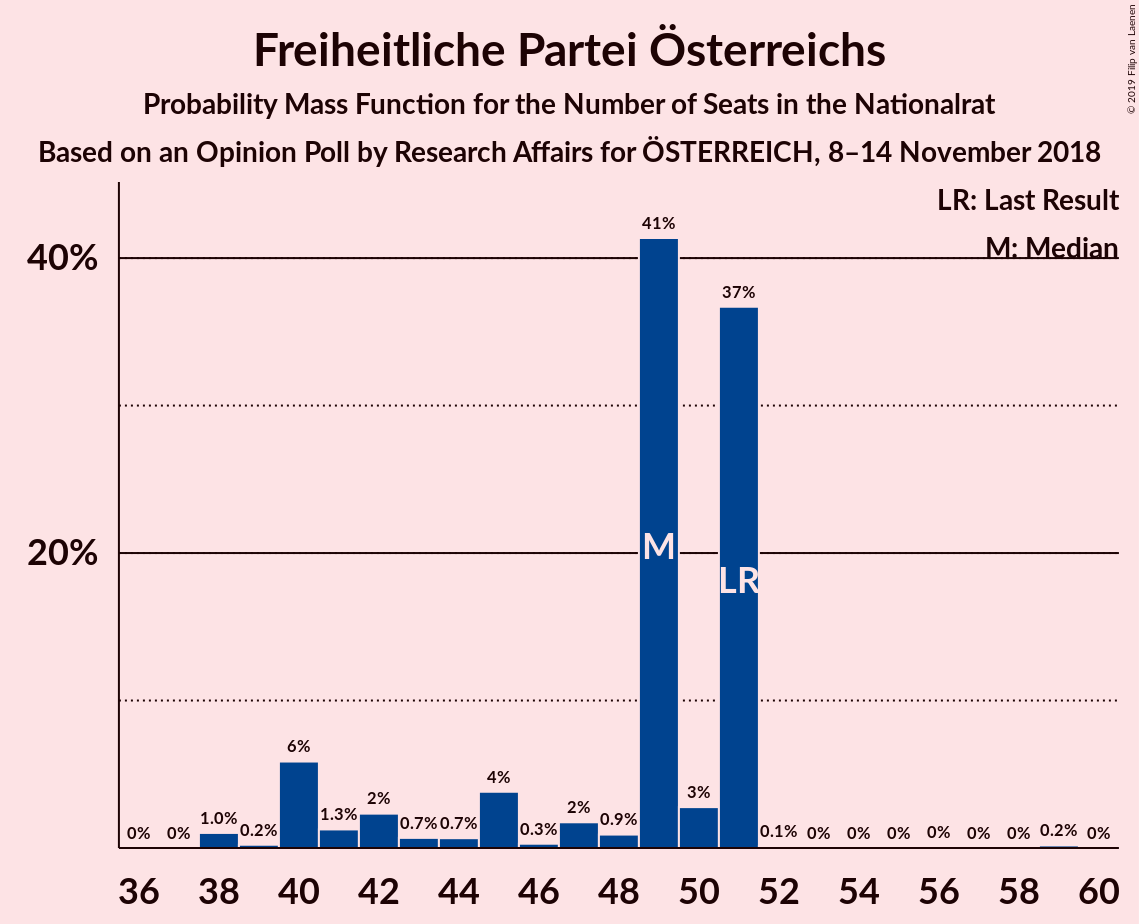 Freiheitliche Partei Österreichs
Probability Mass Function for the Number of Seats in the Nationalrat
Based on an Opinion Poll by Research Affairs for ÖSTERREICH, 8–14 November 2018
© 2019 Filip van Laenen
LR: Last Result
M: Median
40%
20%
0% 0% 1.0% 0.2% 6% 1.3% 2% 0.7% 0.7% 4% 0.3% 2% 0.9% 41% 3% 37% 0.1% 0% 0% 0% 0% 0% 0% 0.2% 0%
M
LR
36 38 40 42 44 46 48 50 52 54 56 58 60